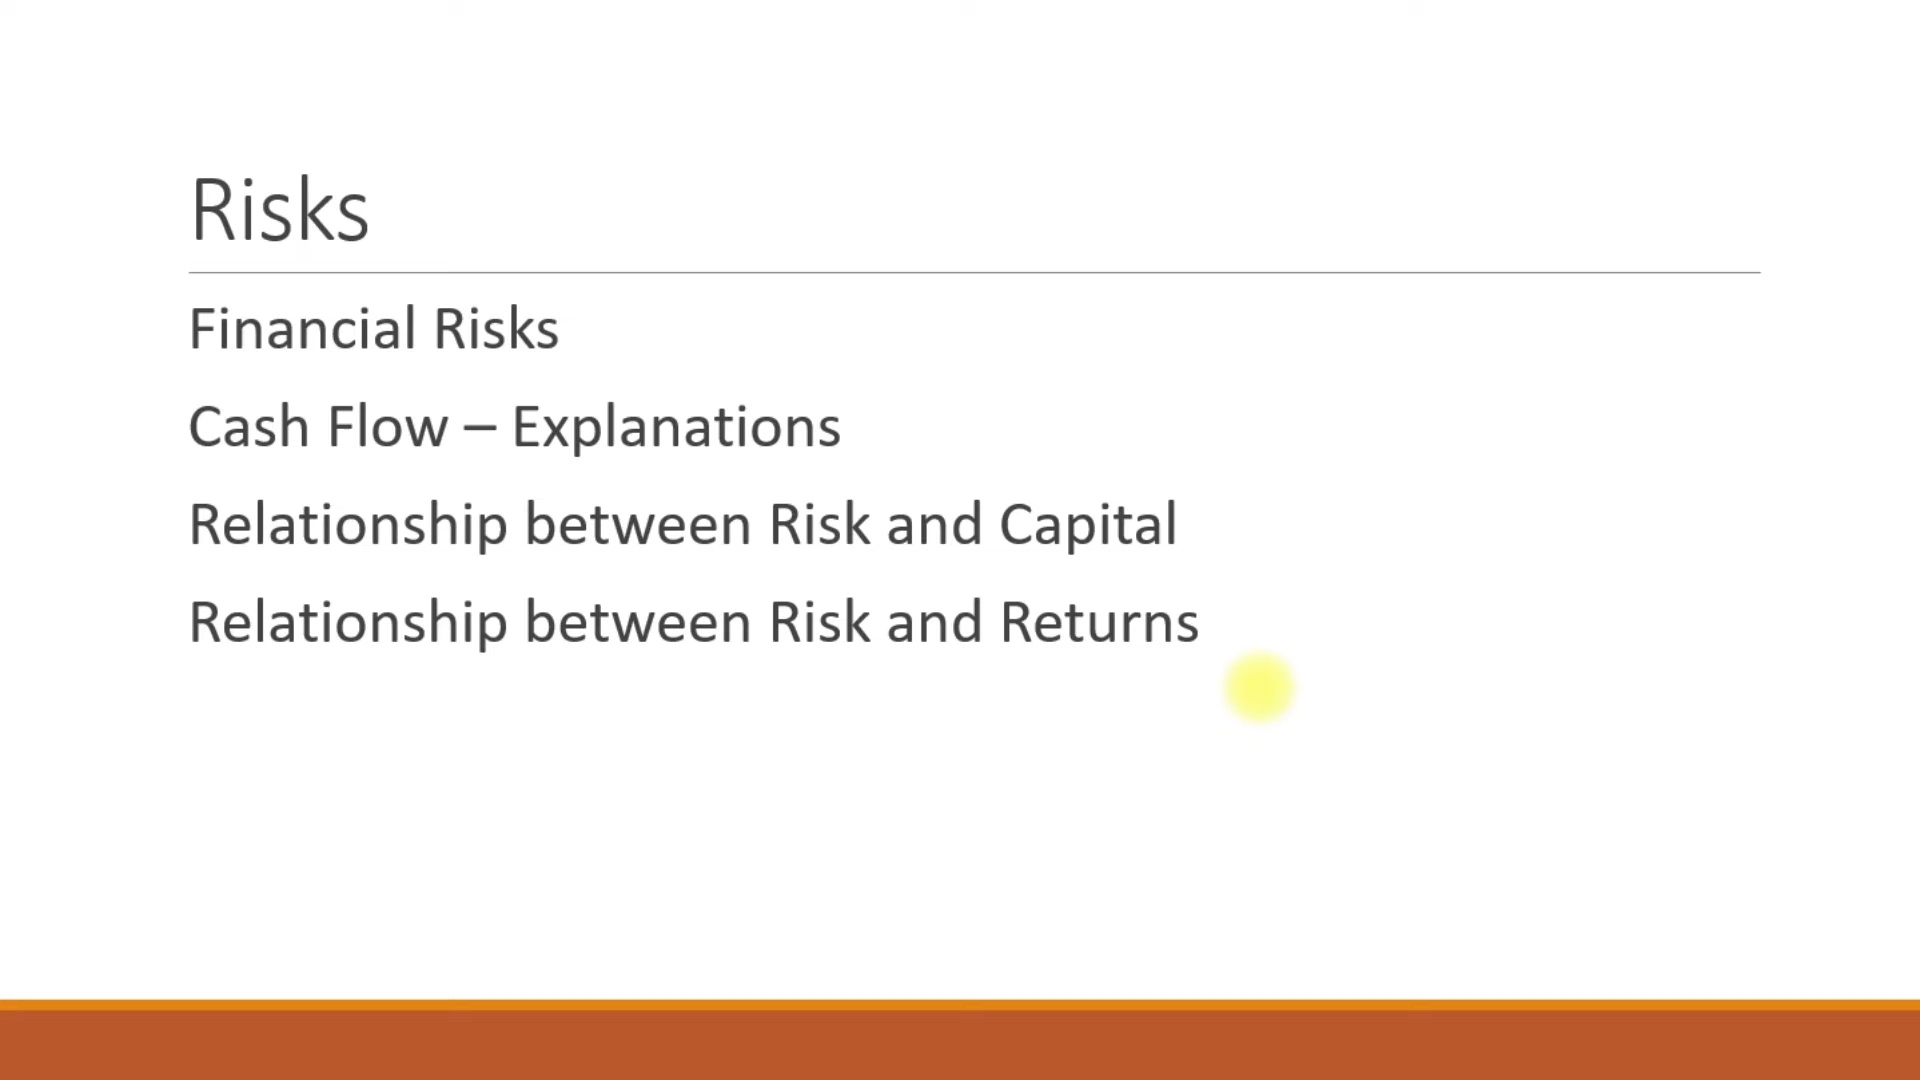 Risks
Financial Risks
Cash Flow – Explanations
Relationship between Risk and Capital
Relationship between Risk and Returns